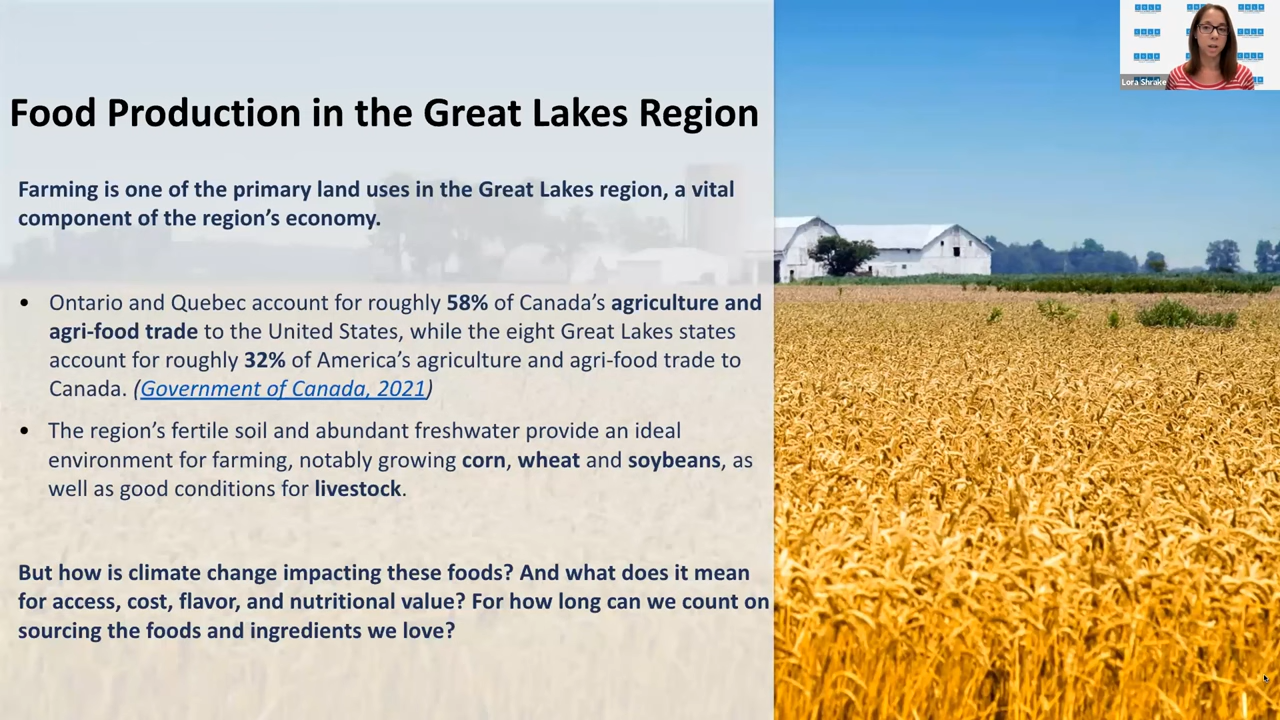 Food Production in the Great Lakes Region
Farming is one of the primary land uses in the Great Lakes region, a vital
component of the region's economy.
• Ontario and Quebec account for roughly 58% of Canada's agriculture and
agri-food trade to the United States, while the eight Great Lakes states
account for roughly 32% of America's agriculture and agri-food trade to
Canada. (Government of Canada, 2021)
• The region's fertile soil and abundant freshwater provide an ideal
environment for farming, notably growing corn, wheat and soybeans, as
well as good conditions for livestock.
But how is climate change impacting these foods? And what does it mean
for access, cost, flavor, and nutritional value? For how long can we count on
sourcing the foods and ingredients we love?
Lora Shrake